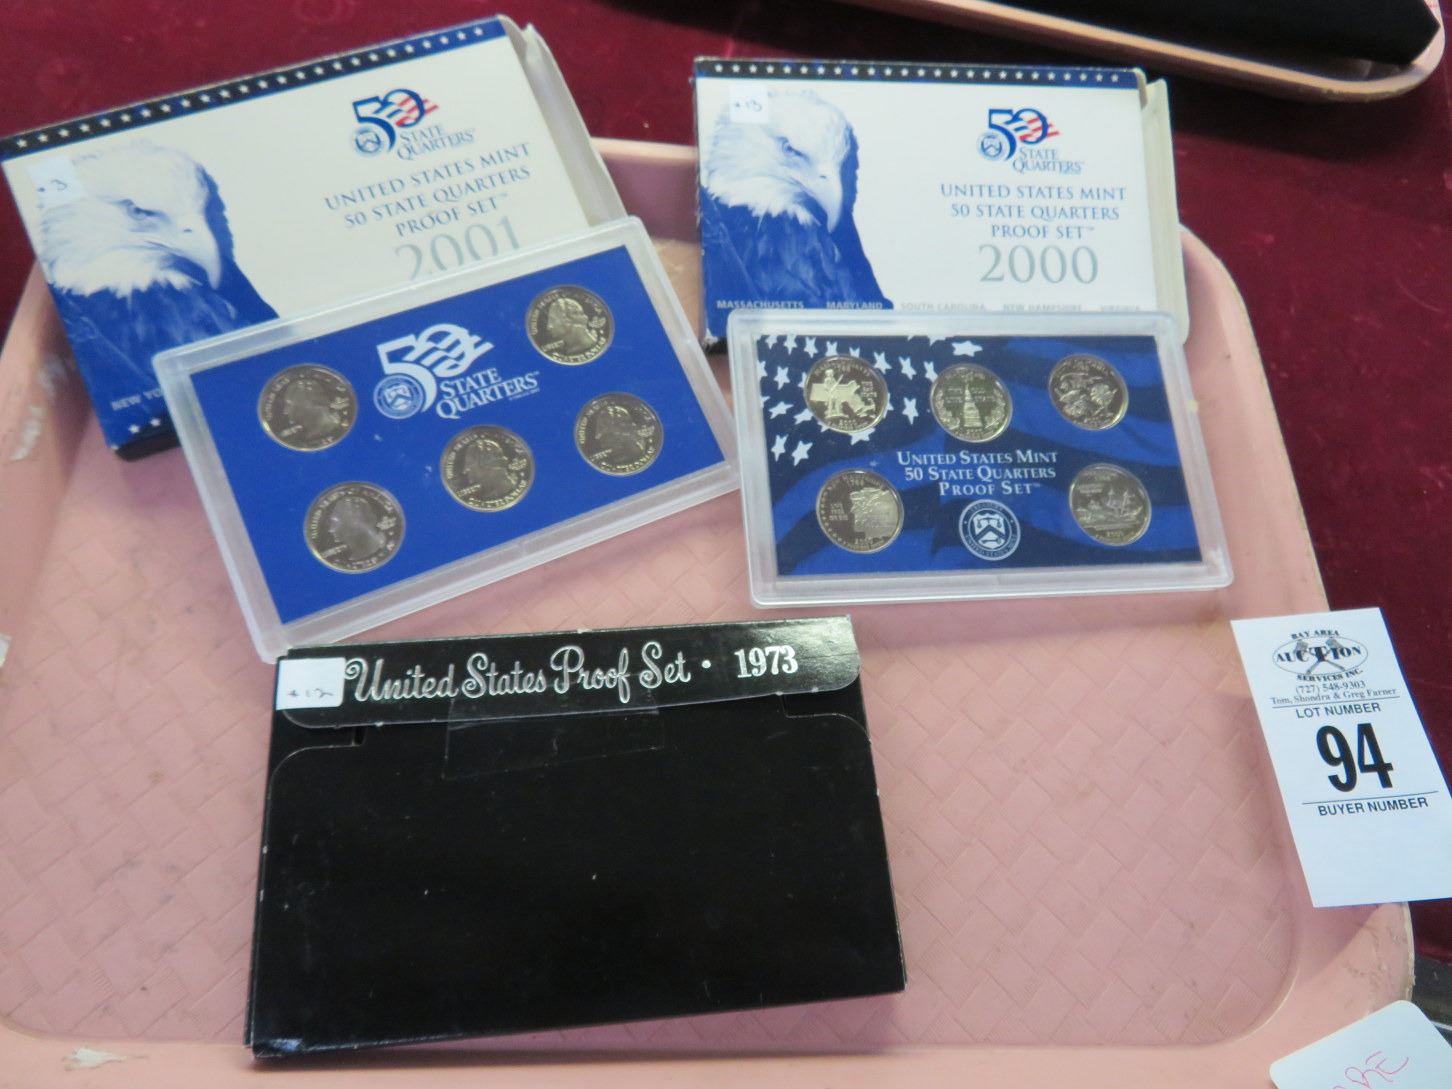 50
STATE
QUARTERS
UNITED STATES MINT
50 STATE QUARTERS
PROOF SET™
2001
50
STATE
QUARTERS
UNITED STATES MINT
50 STATE QUARTERS
PROOF SET™
2000
MASSACHUSETTS MARYLAND SOUTH CAROLINA NEW HAMPSHIRE VIRGINIA
50
STATE
QUARTERS
UNITED STATES MINT
50 STATE QUARTERS
PROOF SET™
United States Proof Set • 1973
BAY AREA
AUCTION
SERVICES INC.
(727) 548-9303
Tom, Shondra & Greg Farner
LOT NUMBER
94
BUYER NUMBER